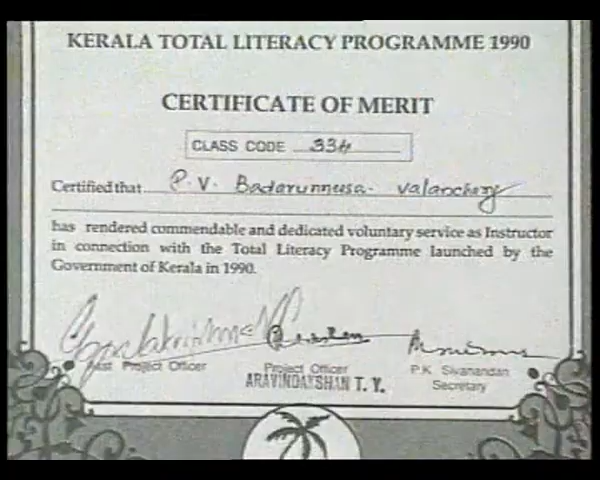 KERALA TOTAL LITERACY PROGRAMME 1990
CERTIFICATE OF MERIT
CLASS CODE 334
Certified that P. V. Badarunnusa. Valanchery
has rendered commendable and dedicated voluntary service as Instructor
in connection with the Total Literacy Programme launched by the
Government of Kerala in 1990.
Asst Project Officer Project Officer P.K Sivanandan
ARAVINDAKSHAN T. Y. Secretary